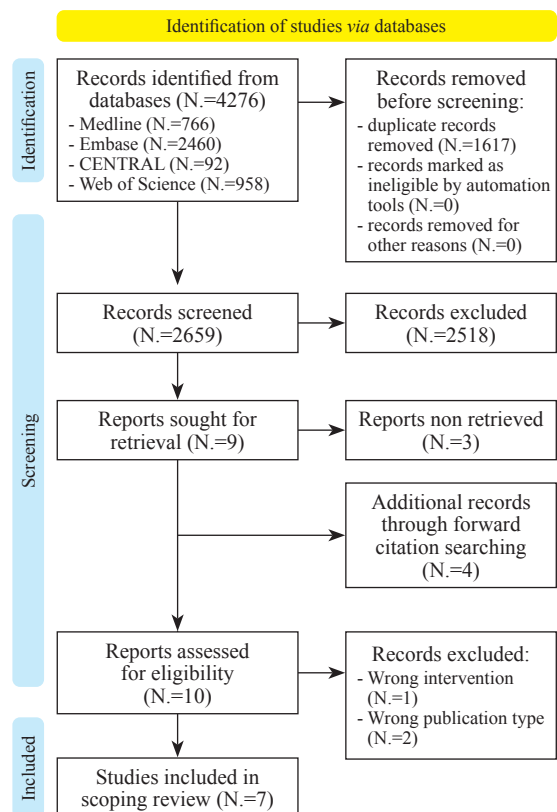 Identification of studies via databases
Identification
Records identified from
databases (N.=4276)
- Medline (N.=766)
- Embase (N.=2460)
- CENTRAL (N.=92)
- Web of Science (N.=958)
Records removed
before screening:
- duplicate records
removed (N.=1617)
- records marked as
ineligible by automation
tools (N.=0)
- records removed for
other reasons (N.=0)
Screening
Records screened
(N.=2659)
Records excluded
(N.=2518)
Reports sought for
retrieval (N.=9)
Reports non retrieved
(N.=3)
Additional records
through forward
citation searching
(N.=4)
Reports assessed
for eligibility
(N.=10)
Records excluded:
- Wrong intervention
(N.=1)
- Wrong publication type
(N.=2)
Included
Studies included in
scoping review (N.=7)